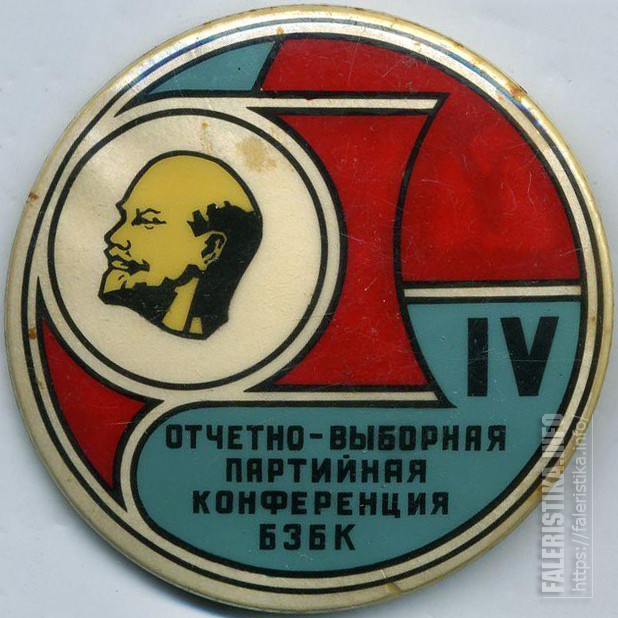 IV
ОТЧЕТНО-ВЫБОРНАЯ
ПАРТИЙНАЯ
КОНФЕРЕНЦИЯ
БЗБК
FALERISTIKA.INFO
https://faleristika.info/